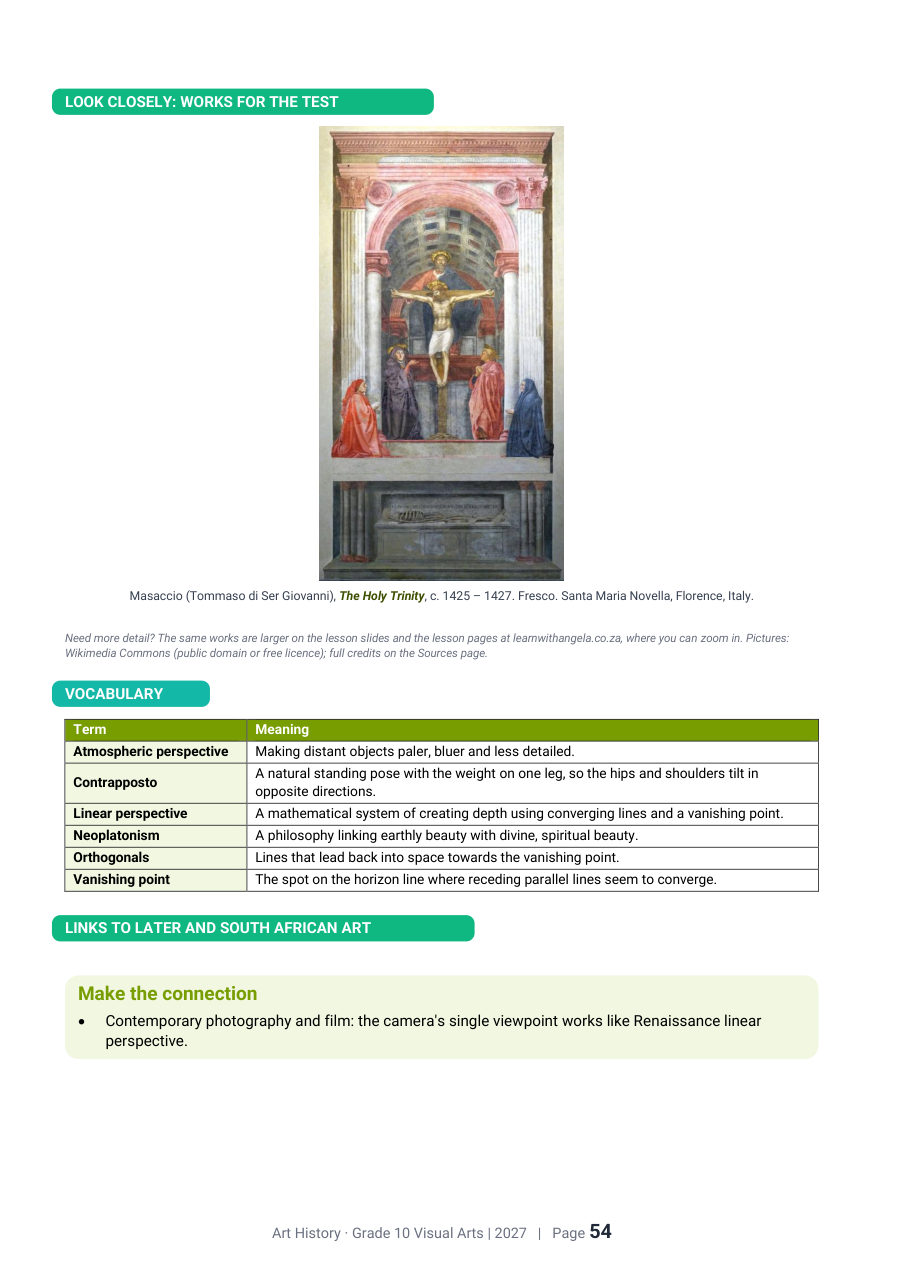 LOOK CLOSELY: WORKS FOR THE TEST
Masaccio (Tommaso di Ser Giovanni), The Holy Trinity, c. 1425 – 1427. Fresco. Santa Maria Novella, Florence, Italy.
Need more detail? The same works are larger on the lesson slides and the lesson pages at learnwithangela.co.za, where you can zoom in. Pictures:
Wikimedia Commons (public domain or free licence); full credits on the Sources page.
VOCABULARY
Term Meaning
Atmospheric perspective Making distant objects paler, bluer and less detailed.
Contrapposto A natural standing pose with the weight on one leg, so the hips and shoulders tilt in
opposite directions.
Linear perspective A mathematical system of creating depth using converging lines and a vanishing point.
Neoplatonism A philosophy linking earthly beauty with divine, spiritual beauty.
Orthogonals Lines that lead back into space towards the vanishing point.
Vanishing point The spot on the horizon line where receding parallel lines seem to converge.
LINKS TO LATER AND SOUTH AFRICAN ART
Make the connection
• Contemporary photography and film: the camera's single viewpoint works like Renaissance linear
perspective.
Art History · Grade 10 Visual Arts | 2027 | Page 54